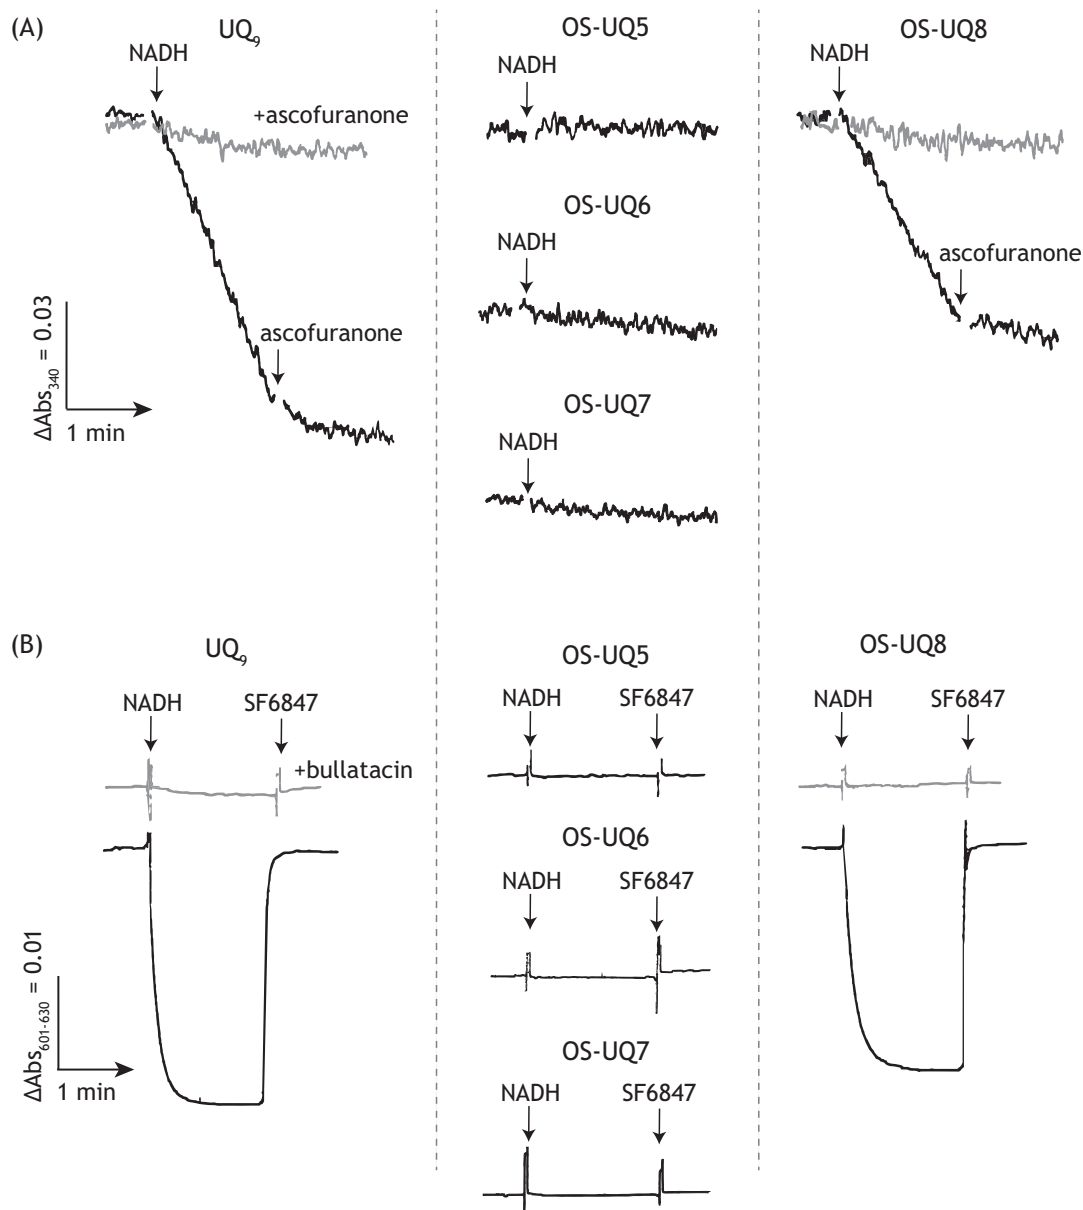 (A)
UQ₉
NADH
+ascofuranone
ascofuranone
ΔAbs₃₄₀ = 0.03
1 min
OS-UQ5
NADH
OS-UQ6
NADH
OS-UQ7
NADH
OS-UQ8
NADH
ascofuranone
(B)
UQ₉
NADH
SF6847
+bullatacin
ΔAbs₆₀₁₋₆₃₀ = 0.01
1 min
OS-UQ5
NADH
SF6847
OS-UQ6
NADH
SF6847
OS-UQ7
NADH
SF6847
OS-UQ8
NADH
SF6847